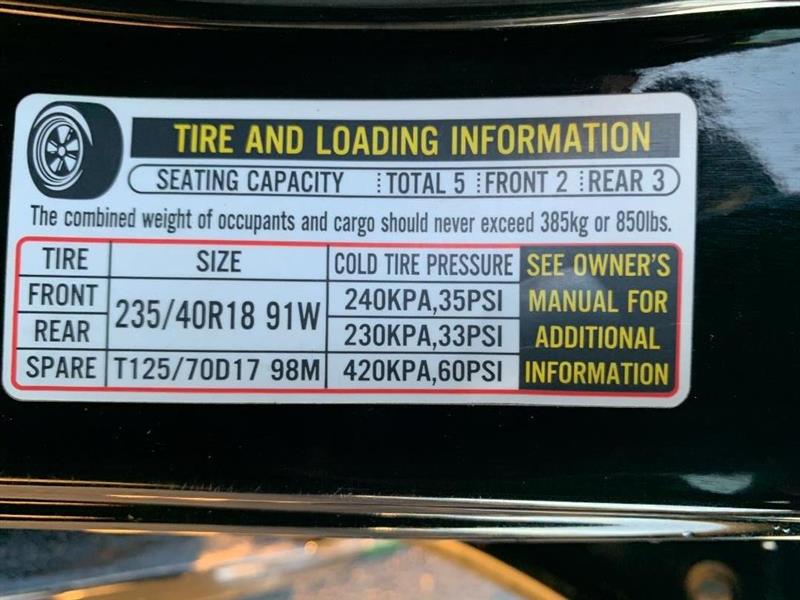 TIRE AND LOADING INFORMATION
SEATING CAPACITY TOTAL 5 FRONT 2 REAR 3
The combined weight of occupants and cargo should never exceed 385kg or 850lbs.
TIRE SIZE COLD TIRE PRESSURE SEE OWNER'S
FRONT 235/40R18 91W 240KPA,35PSI MANUAL FOR
REAR 230KPA,33PSI ADDITIONAL
SPARE T125/70D17 98M 420KPA,60PSI INFORMATION